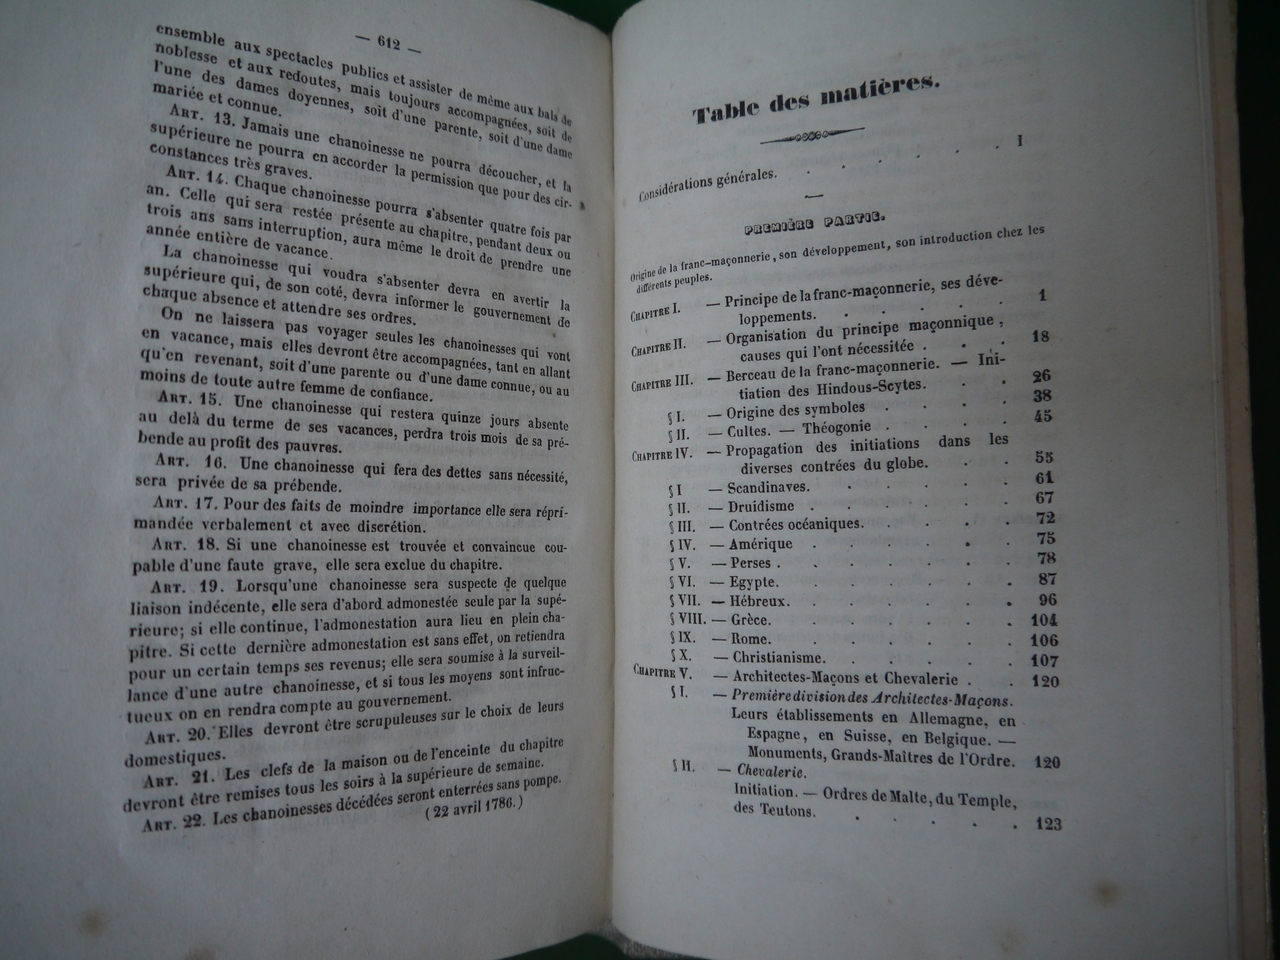 — 612 —
ensemble aux spectacles publics et assister de même aux bals de
noblesse et aux redoutes, mais toujours accompagnées, soit de
l'une des dames doyennes, soit d'une parente, soit d'une dame
mariée et connue.
ART. 13. Jamais une chanoinesse ne pourra découcher, et la
supérieure ne pourra en accorder la permission que pour des cir-
constances très graves.
ART. 14. Chaque chanoinesse pourra s'absenter quatre fois par
an. Celle qui sera restée présente au chapitre, pendant deux ou
trois ans sans interruption, aura même le droit de prendre une
année entière de vacance.
La chanoinesse qui voudra s'absenter devra en avertir la
supérieure qui, de son coté, devra informer le gouvernement de
chaque absence et attendre ses ordres.
On ne laissera pas voyager seules les chanoinesses qui vont
en vacance, mais elles devront être accompagnées, tant en allant
qu'en revenant, soit d'une parente ou d'une dame connue, ou au
moins de toute autre femme de confiance.
ART. 15. Une chanoinesse qui restera quinze jours absente
au delà du terme de ses vacances, perdra trois mois de sa pré-
bende au profit des pauvres.
ART. 16. Une chanoinesse qui fera des dettes sans nécessité,
sera privée de sa prébende.
ART. 17. Pour des faits de moindre importance elle sera répri-
mandée verbalement et avec discrétion.
ART. 18. Si une chanoinesse est trouvée et convaincue cou-
pable d'une faute grave, elle sera exclue du chapitre.
ART. 19. Lorsqu'une chanoinesse sera suspecte de quelque
liaison indécente, elle sera d'abord admonestée seule par la supé-
rieure; si elle continue, l'admonestation aura lieu en plein cha-
pitre. Si cette dernière admonestation est sans effet, on retiendra
pour un certain temps ses revenus; elle sera soumise à la surveil-
lance d'une autre chanoinesse, et si tous les moyens sont infruc-
tueux on en rendra compte au gouvernement.
ART. 20. Elles devront être scrupuleuses sur le choix de leurs
domestiques.
ART. 21. Les clefs de la maison ou de l'enceinte du chapitre
devront être remises tous les soirs à la supérieure de semaine.
ART. 22. Les chanoinesses décédées seront enterrées sans pompe.
(22 avril 1786.)
Table des matières.
Considérations générales. . . . . . I
PREMIÈRE PARTIE.
Origine de la franc-maçonnerie, son développement, son introduction chez les
différents peuples.
CHAPITRE I. — Principe de la franc-maçonnerie, ses déve-
loppements. . . . . 1
CHAPITRE II. — Organisation du principe maçonnique,
causes qui l'ont nécessitée . . . 18
CHAPITRE III. — Berceau de la franc-maçonnerie. — Ini-
tiation des Hindous-Scytes. . . 26
§ I. — Origine des symboles . . . . 38
§ II. — Cultes. — Théogonie . . . . 45
CHAPITRE IV. — Propagation des initiations dans les
diverses contrées du globe. . . 55
§ I — Scandinaves. . . . . 61
§ II. — Druidisme . . . . . 67
§ III. — Contrées océaniques. . . . 72
§ IV. — Amérique . . . . . 75
§ V. — Perses . . . . . 78
§ VI. — Egypte. . . . . . 87
§ VII. — Hébreux. . . . . . 96
§ VIII. — Grèce. . . . . . 104
§ IX. — Rome. . . . . . 106
§ X. — Christianisme. . . . . 107
CHAPITRE V. — Architectes-Maçons et Chevalerie . . 120
§ I. — Première division des Architectes-Maçons.
Leurs établissements en Allemagne, en
Espagne, en Suisse, en Belgique. —
Monuments, Grands-Maîtres de l'Ordre. 120
§ II. — Chevalerie.
Initiation. — Ordres de Malte, du Temple,
des Teutons. . . . . . 123